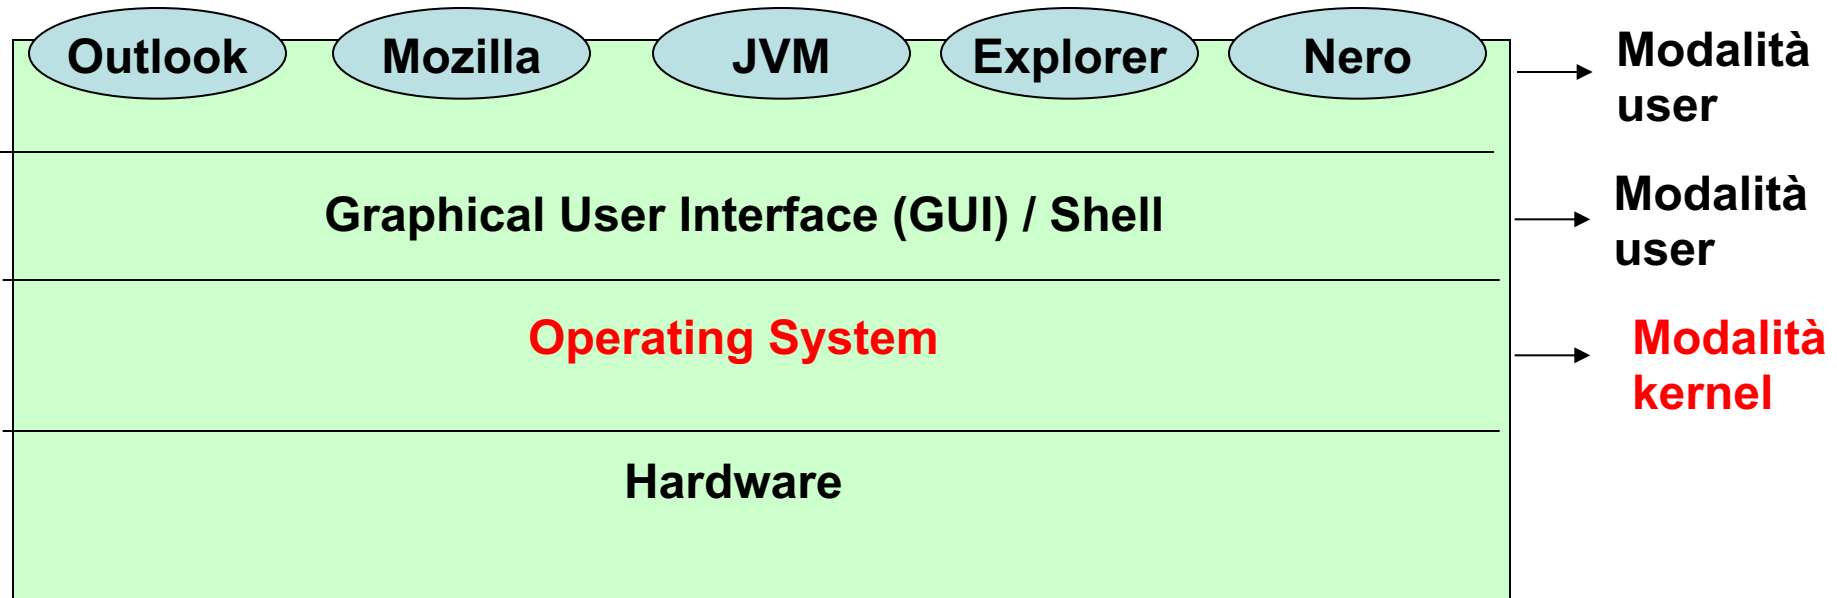 Outlook Mozilla JVM Explorer Nero
Modalità
user
Graphical User Interface (GUI) / Shell
Modalità
user
Operating System
Modalità
kernel
Hardware